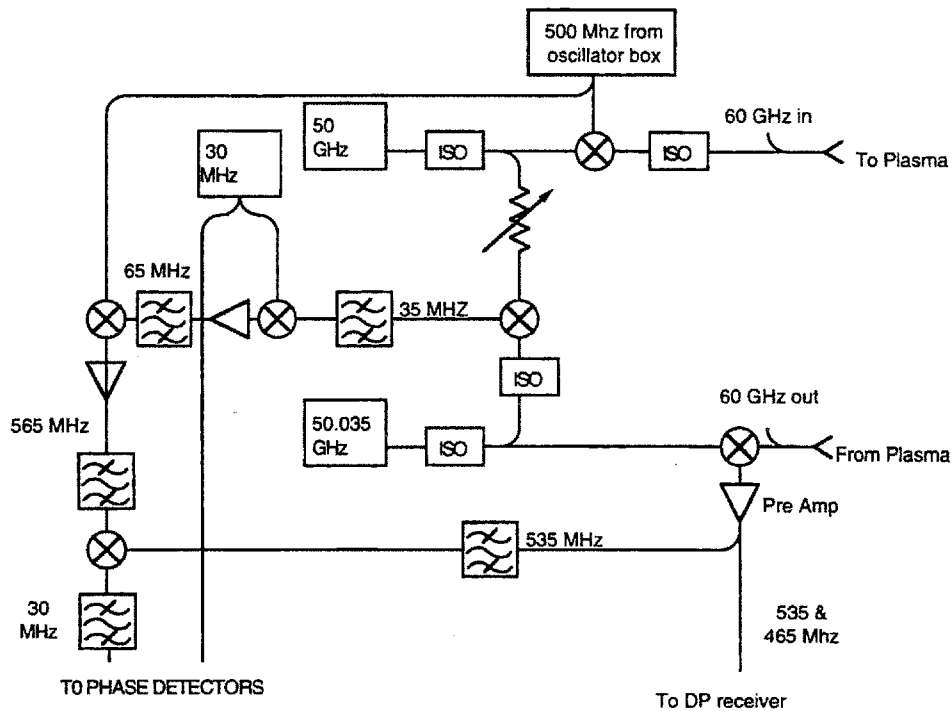 500 Mhz from
oscillator box
60 GHz in
50
GHz
ISO
ISO
To Plasma
30
MHz
65 MHz
35 MHZ
ISO
60 GHz out
50.035
GHz
ISO
From Plasma
565 MHz
Pre Amp
535 MHz
30
MHz
535 &
465 Mhz
TO PHASE DETECTORS
To DP receiver